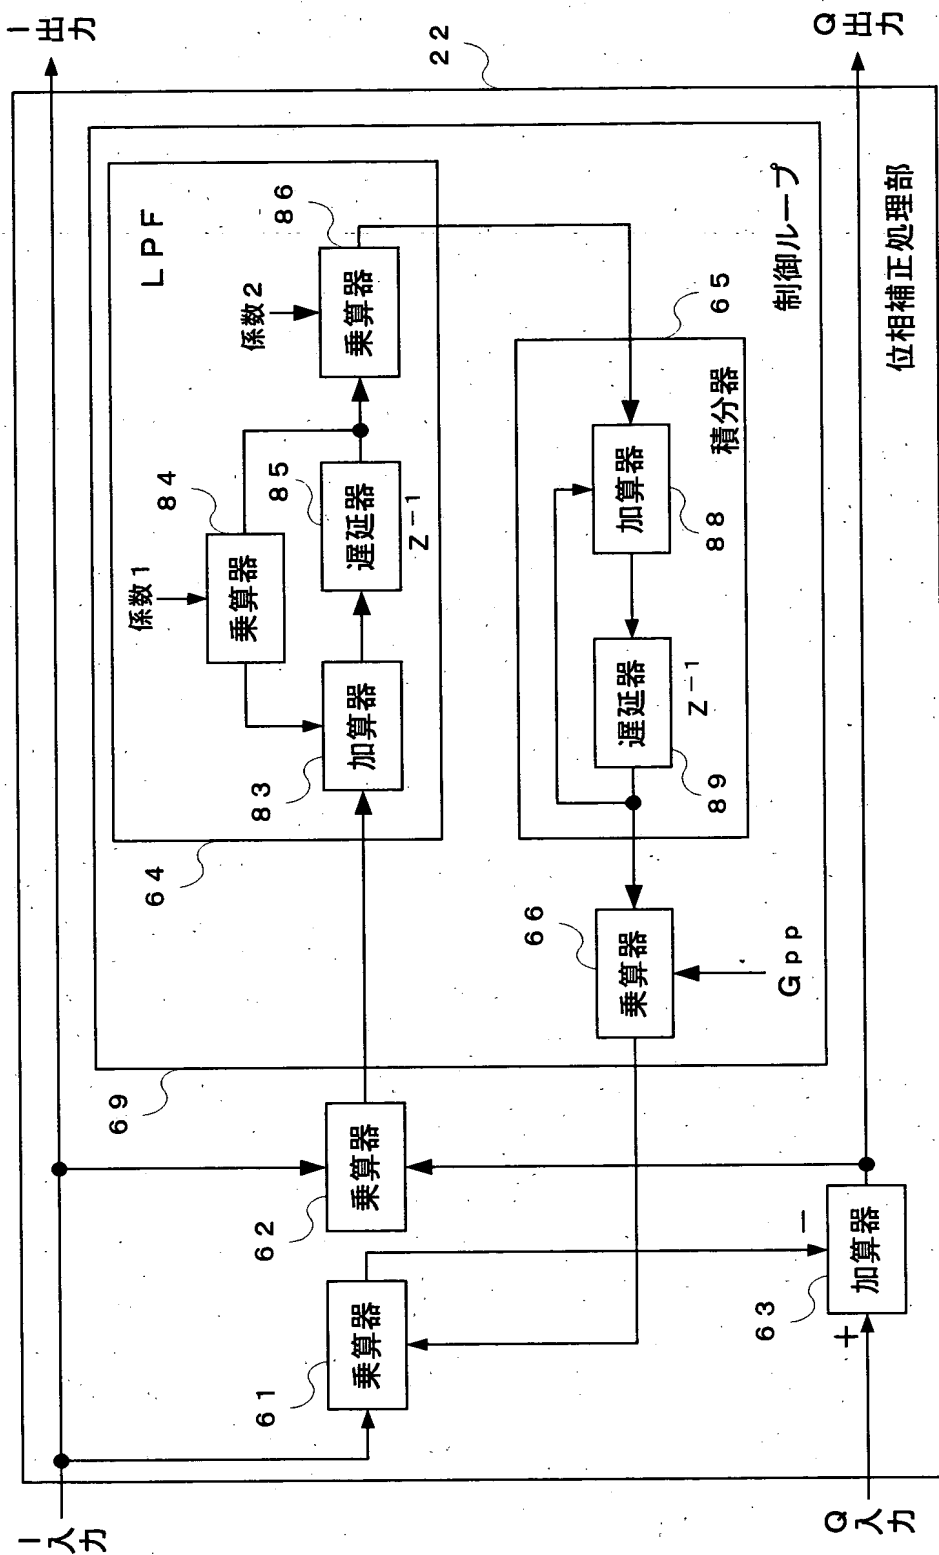 I 出力
Q 出力
22
LPF
係数1
係数2
84
乗算器
86
乗算器
85
遅延器
Z−1
83
加算器
64
制御ループ
65
積分器
加算器
88
遅延器
Z−1
89
66
乗算器
Gpp
69
62
乗算器
61
乗算器
−
63
加算器
+
位相補正処理部
I 入力
Q 入力